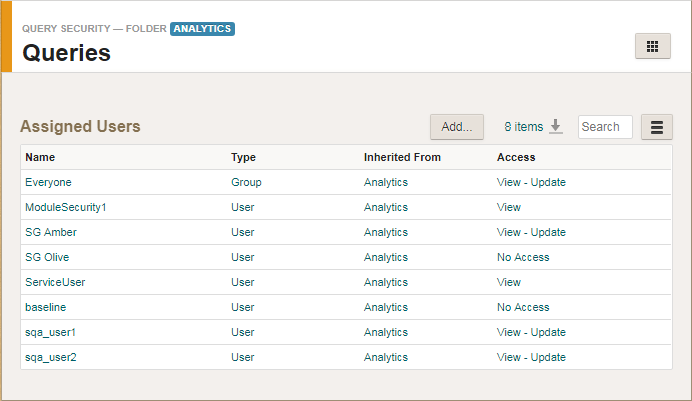 QUERY SECURITY — FOLDER ANALYTICS
Queries
Assigned Users
Add... 8 items Search
Name Type Inherited From Access
Everyone Group Analytics View - Update
ModuleSecurity1 User Analytics View
SG Amber User Analytics View - Update
SG Olive User Analytics No Access
ServiceUser User Analytics View
baseline User Analytics No Access
sqa_user1 User Analytics View - Update
sqa_user2 User Analytics View - Update